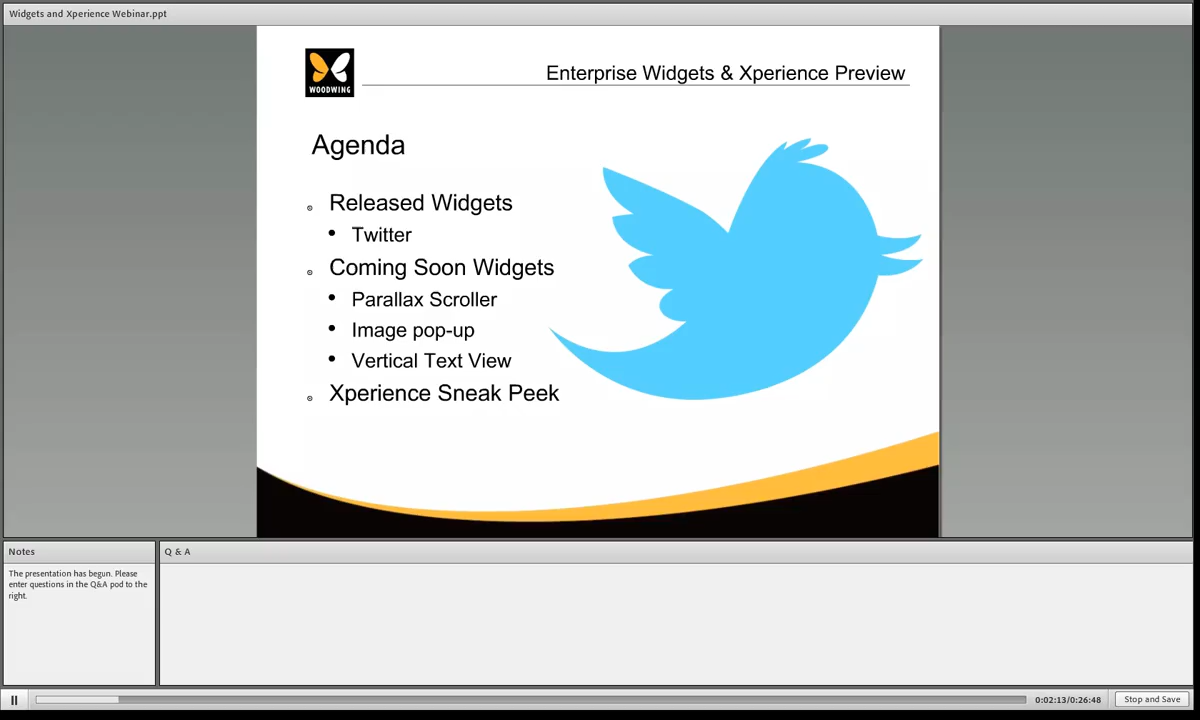 Widgets and Xperience Webinar.ppt
WOODWING
Enterprise Widgets & Xperience Preview
Agenda
Released Widgets
• Twitter
Coming Soon Widgets
• Parallax Scroller
• Image pop-up
• Vertical Text View
Xperience Sneak Peek
Notes
The presentation has begun. Please
enter questions in the Q&A pod to the
right.
Q & A
0:02:13/0:26:48
Stop and Save